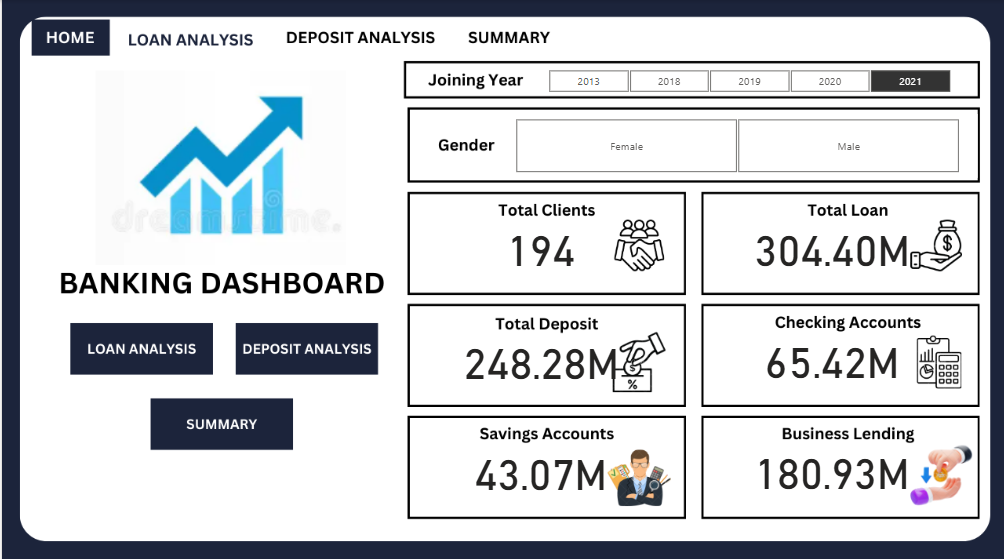 HOME
LOAN ANALYSIS
DEPOSIT ANALYSIS
SUMMARY
Joining Year
2013
2018
2019
2020
2021
Gender
Female
Male
dreamstime.
BANKING DASHBOARD
LOAN ANALYSIS
DEPOSIT ANALYSIS
SUMMARY
Total Clients
194
Total Loan
304.40M
$
Total Deposit
248.28M
$
%
Checking Accounts
65.42M
Savings Accounts
43.07M
Business Lending
180.93M